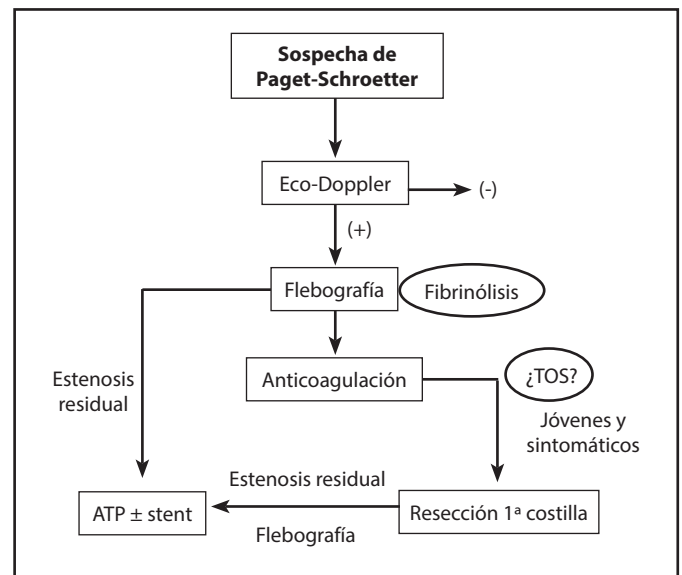 Sospecha de
Paget-Schroetter
Eco-Doppler
(-)
(+)
Flebografía
Fibrinólisis
Estenosis
residual
Anticoagulación
¿TOS?
Jóvenes y
sintomáticos
Estenosis residual
ATP ± stent
Resección 1ª costilla
Flebografía